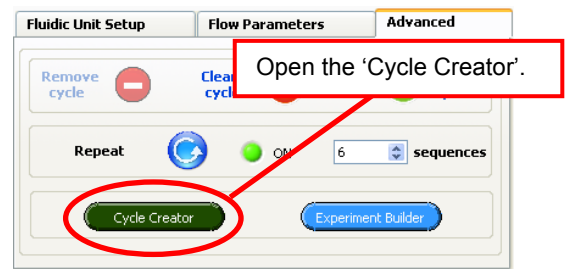 Fluidic Unit Setup Flow Parameters Advanced
Open the ‘Cycle Creator’.
Remove
cycle
Repeat ON 6 sequences
Cycle Creator Experiment Builder